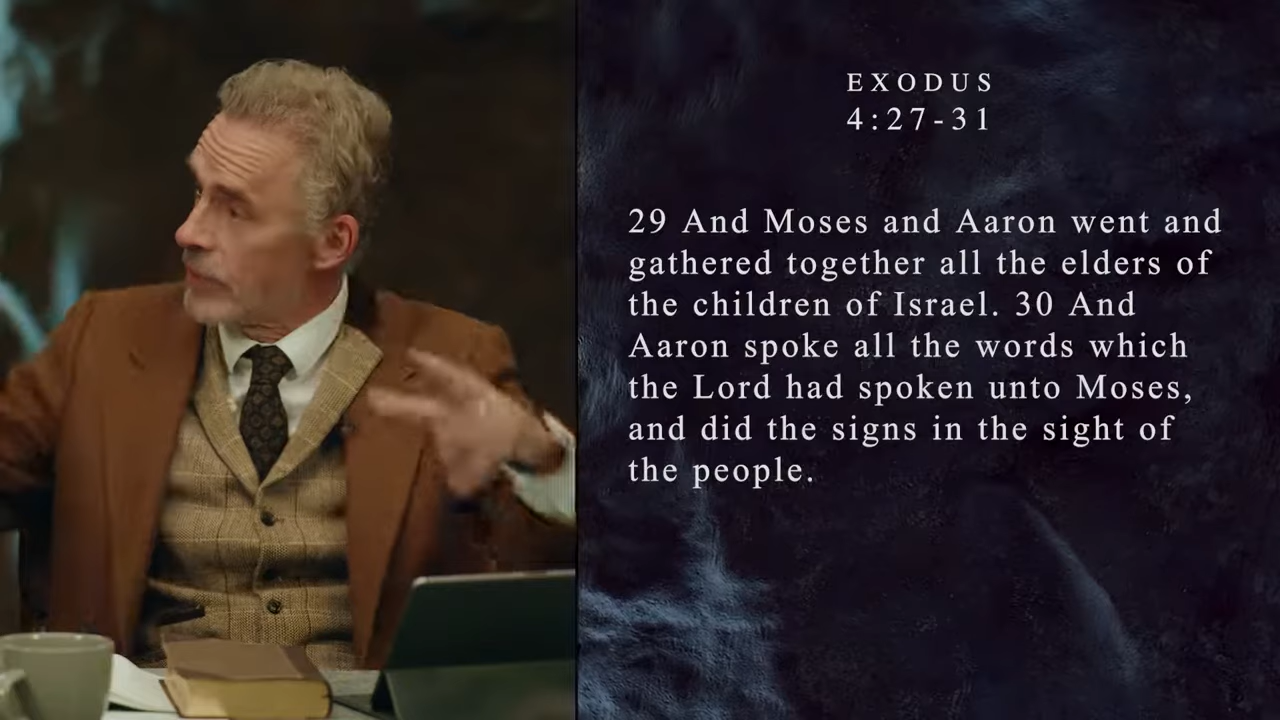 EXODUS
4:27-31
29 And Moses and Aaron went and
gathered together all the elders of
the children of Israel. 30 And
Aaron spoke all the words which
the Lord had spoken unto Moses,
and did the signs in the sight of
the people.